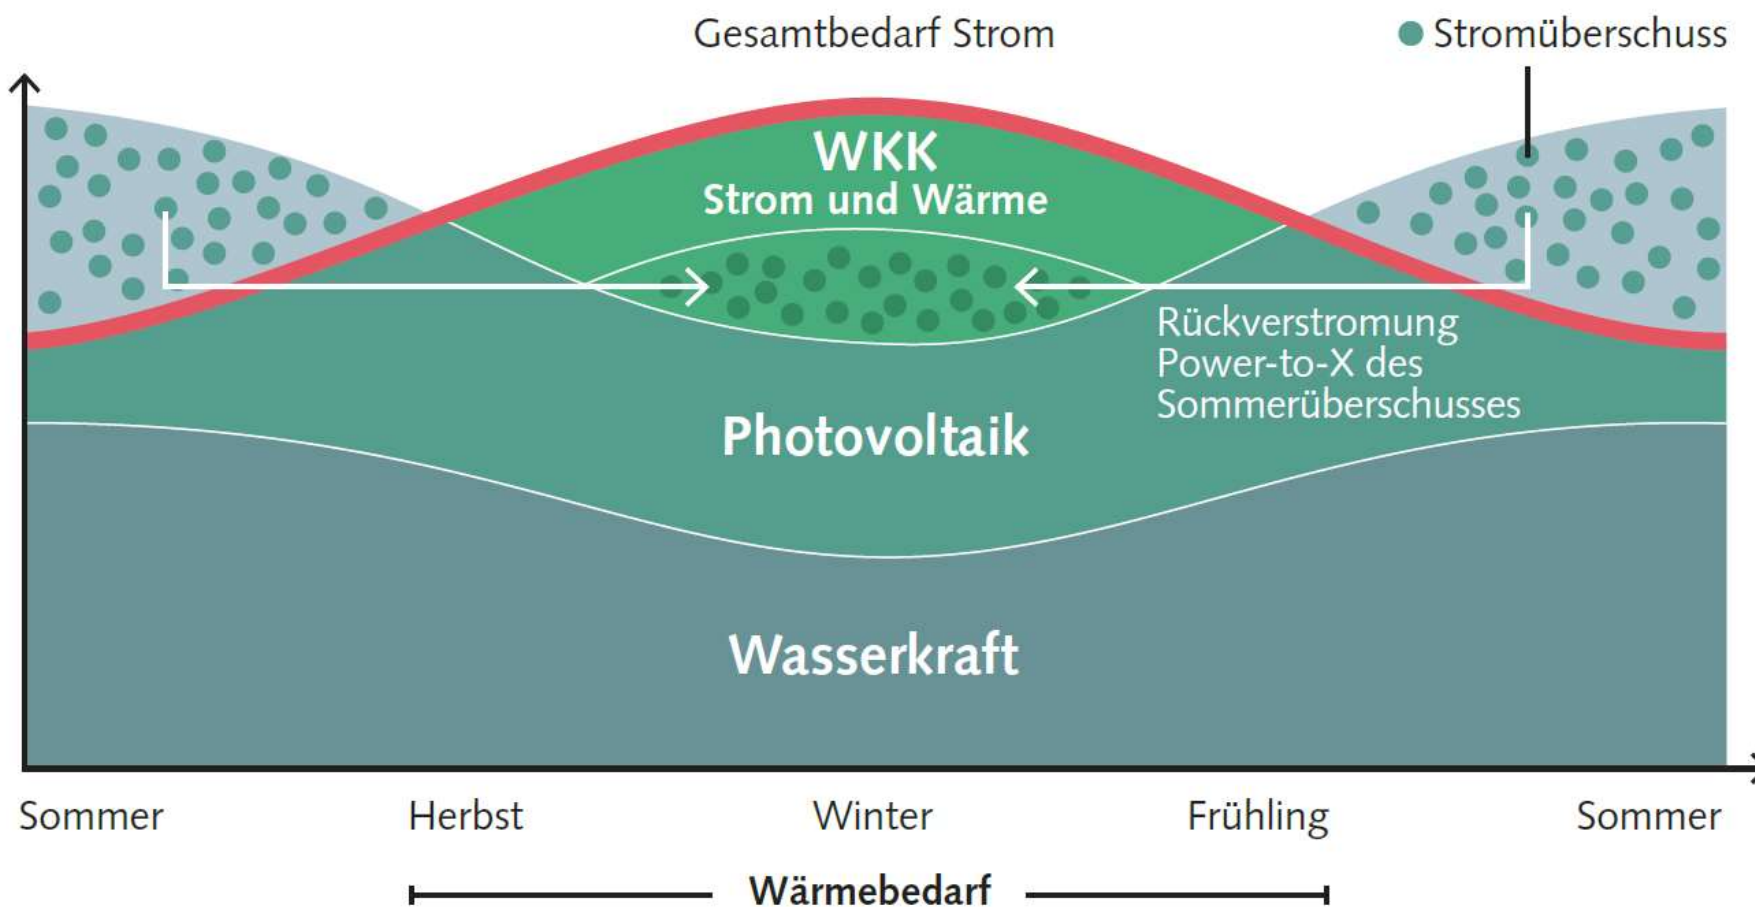 Gesamtbedarf Strom
Stromüberschuss
WKK
Strom und Wärme
Rückverstromung
Power-to-X des
Sommerüberschusses
Photovoltaik
Wasserkraft
Sommer
Herbst
Winter
Frühling
Sommer
Wärmebedarf